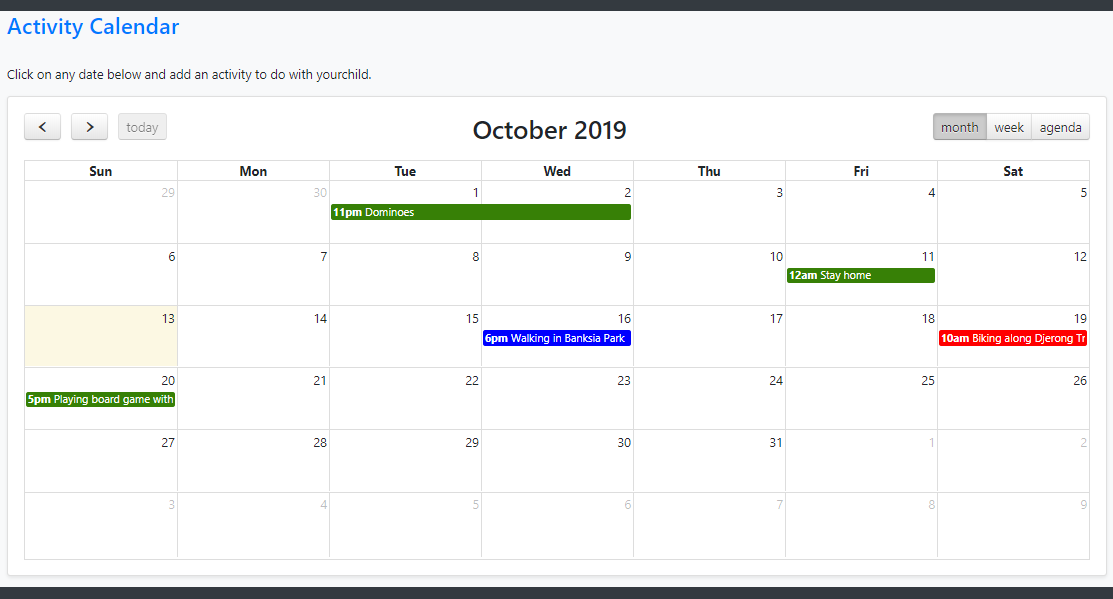 Activity Calendar
Click on any date below and add an activity to do with yourchild.
today
October 2019
month week agenda
Sun Mon Tue Wed Thu Fri Sat
29 30 1 2 3 4 5
11pm Dominoes
6 7 8 9 10 11 12
12am Stay home
13 14 15 16 17 18 19
6pm Walking in Banksia Park 10am Biking along Djerong Tr
20 21 22 23 24 25 26
5pm Playing board game with
27 28 29 30 31 1 2
3 4 5 6 7 8 9